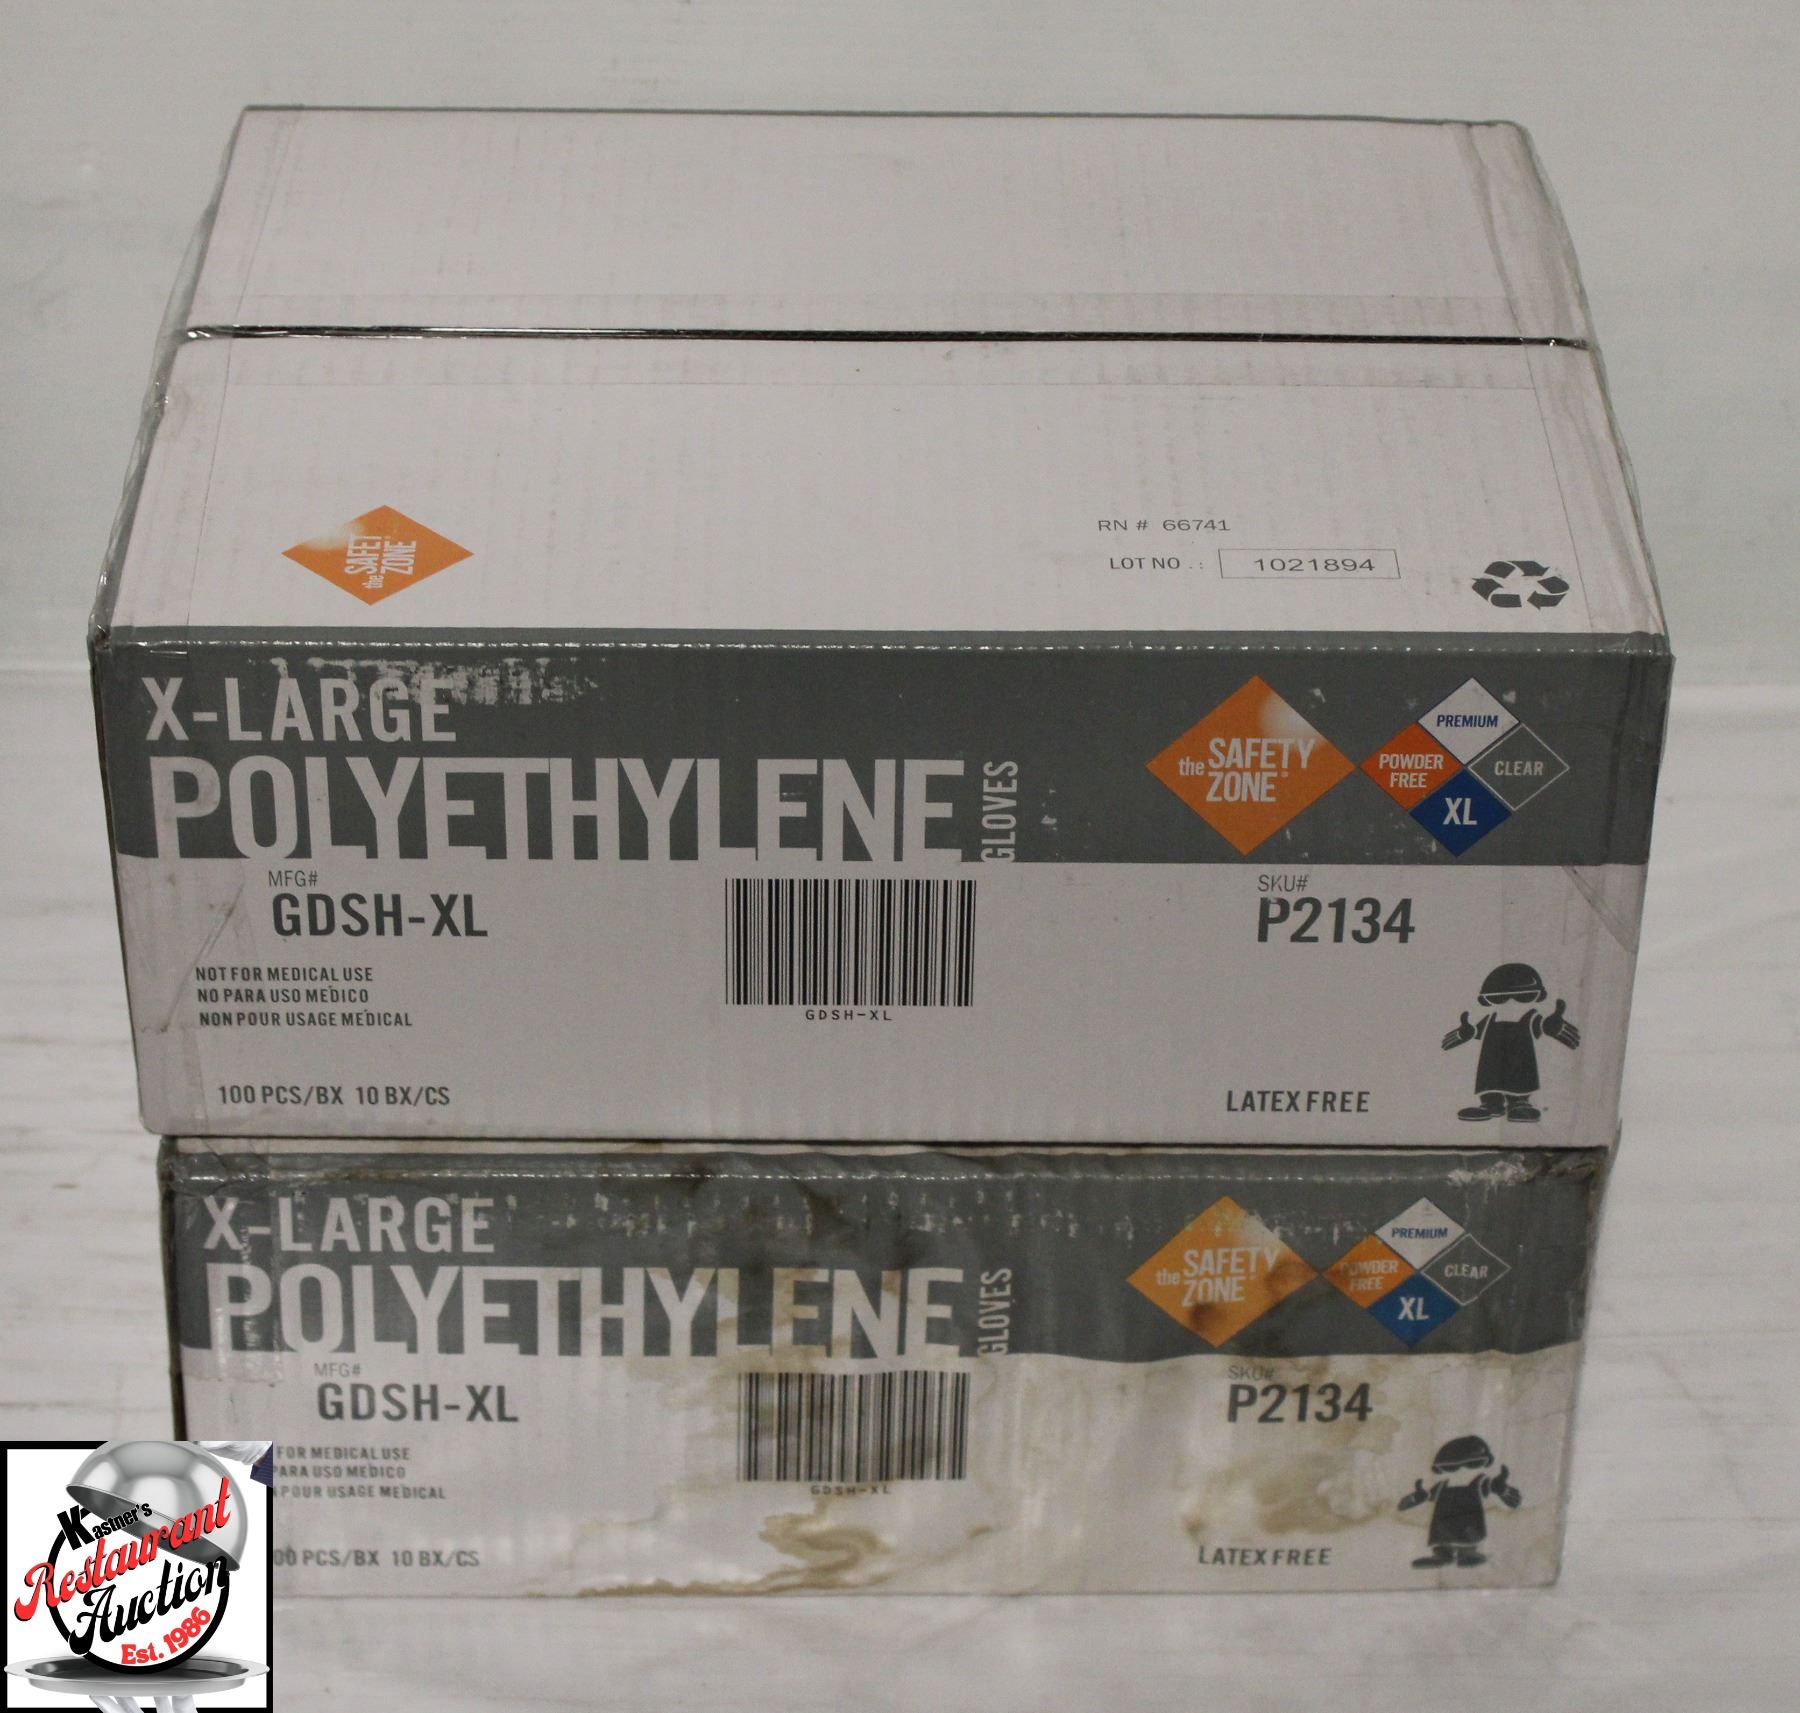 the SAFETY ZONE®
RN # 66741
LOT NO .: 1021894
X-LARGE
POLYETHYLENE GLOVES
the SAFETY ZONE®
PREMIUM
POWDER FREE
CLEAR
XL
MFG#
GDSH-XL
SKU#
P2134
NOT FOR MEDICAL USE
NO PARA USO MEDICO
NON POUR USAGE MEDICAL
GDSH-XL
100 PCS/BX 10 BX/CS
LATEX FREE
X-LARGE
POLYETHYLENE GLOVES
the SAFETY ZONE®
PREMIUM
POWDER FREE
CLEAR
XL
MFG#
GDSH-XL
SKU#
P2134
FOR MEDICAL USE
PARA USO MEDICO
POUR USAGE MEDICAL
GDSH-XL
00 PCS/BX 10 BX/CS
LATEX FREE
Kastner's
Restaurant
Auction
Est. 1986